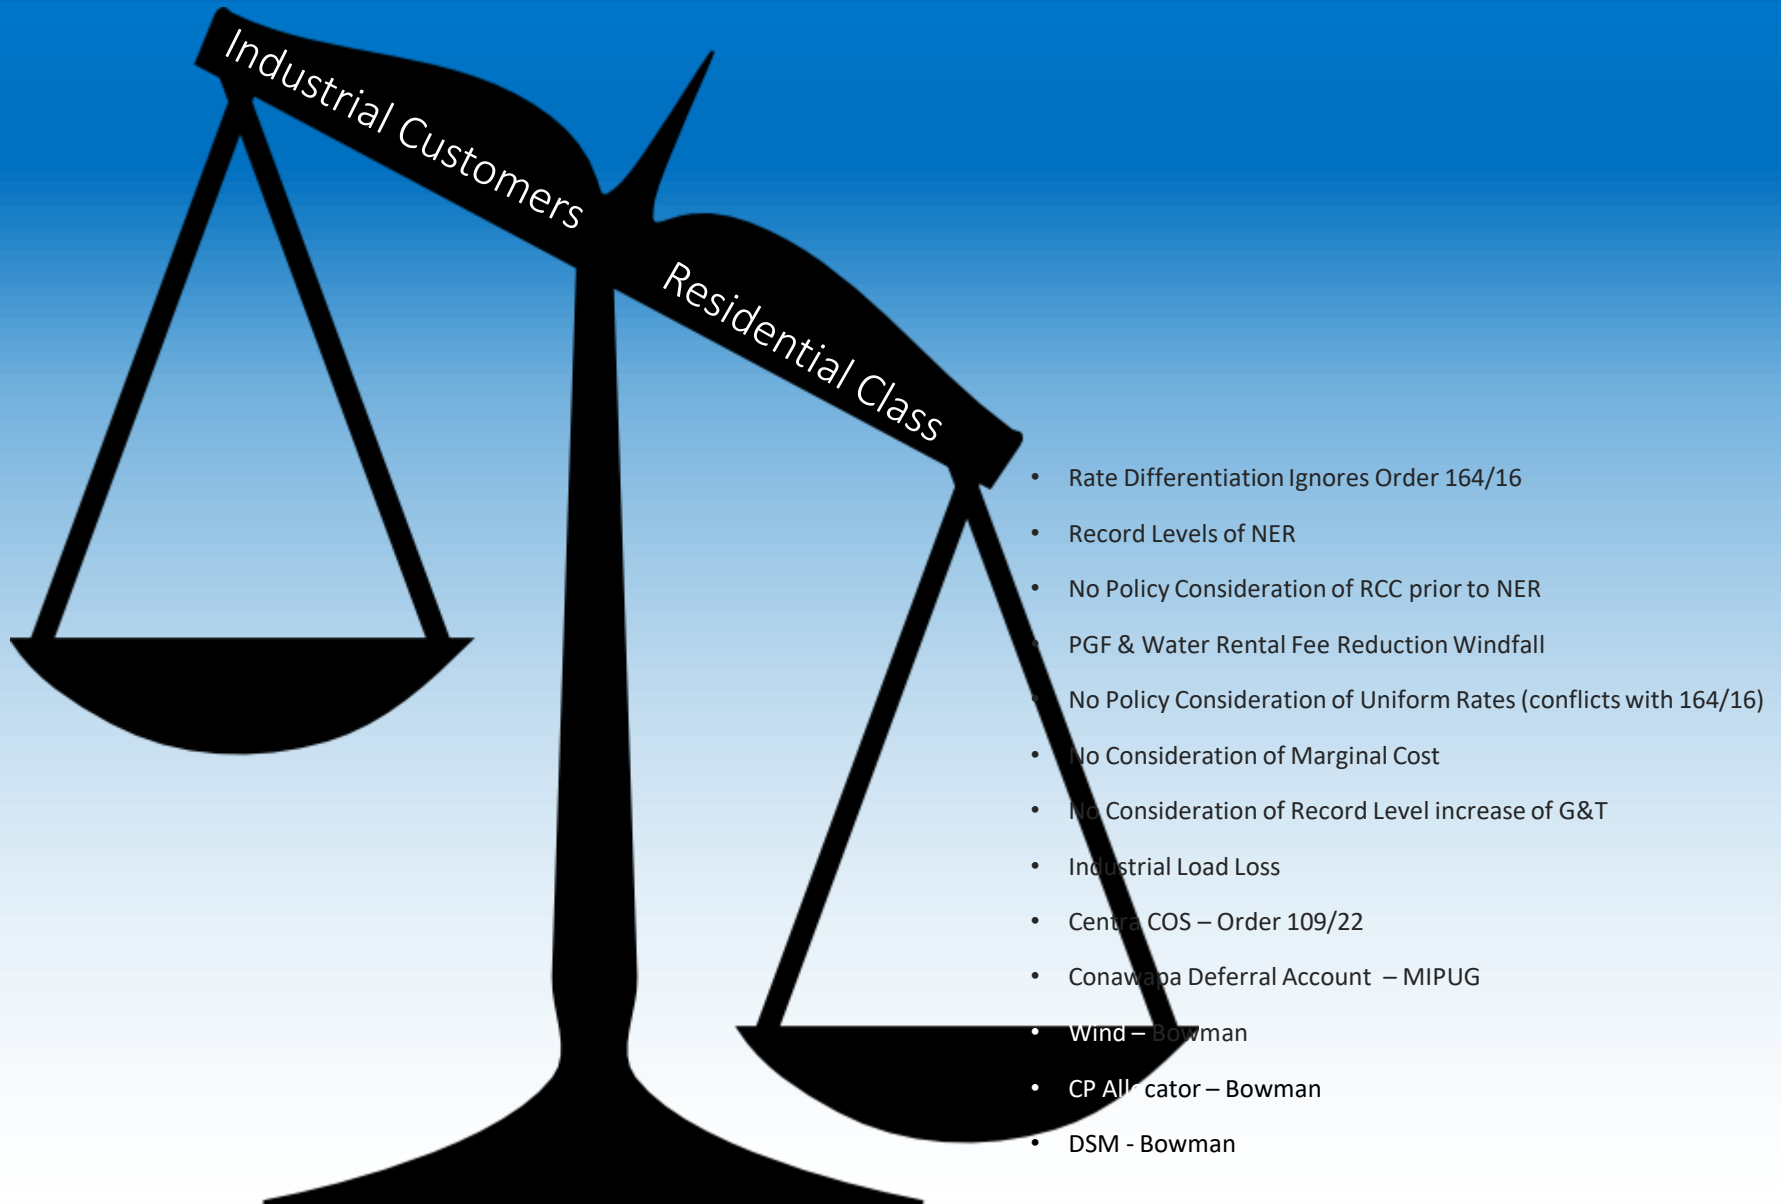 Industrial Customers
Residential Class
• Rate Differentiation Ignores Order 164/16
• Record Levels of NER
• No Policy Consideration of RCC prior to NER
• PGF & Water Rental Fee Reduction Windfall
• No Policy Consideration of Uniform Rates (conflicts with 164/16)
• No Consideration of Marginal Cost
• No Consideration of Record Level increase of G&T
• Industrial Load Loss
• Centra COS – Order 109/22
• Conawapa Deferral Account – MIPUG
• Wind – Bowman
• CP Allocator – Bowman
• DSM - Bowman